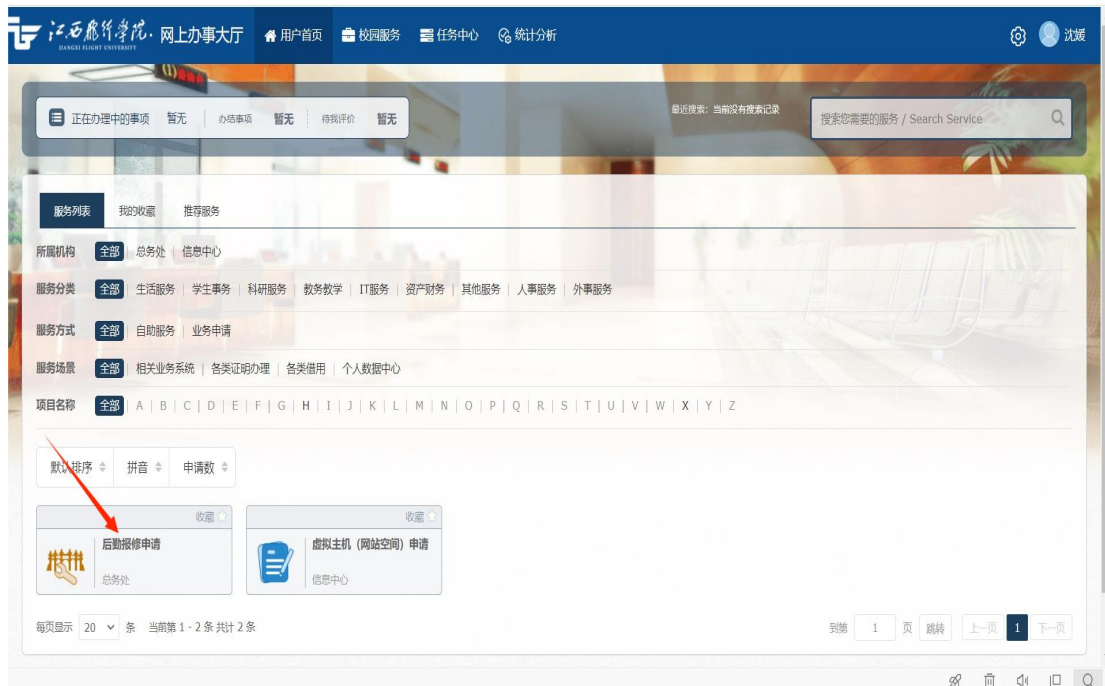 江西飞行学院· 网上办事大厅 用户首页 校园服务 任务中心 统计分析 沈媛
JIANGXI FLIGHT UNIVERSITY
正在办理中的事项 暂无 办结事项 暂无 待我评价 暂无 最近搜索: 当前没有搜索记录 搜索您需要的服务 / Search Service
服务列表 我的收藏 推荐服务
所属机构 全部 | 总务处 | 信息中心
服务分类 全部 | 生活服务 | 学生事务 | 科研服务 | 教务教学 | IT服务 | 资产财务 | 其他服务 | 人事服务 | 外事服务
服务方式 全部 | 自助服务 | 业务申请
服务场景 全部 | 相关业务系统 | 各类证明办理 | 各类借用 | 个人数据中心
项目名称 全部 | A | B | C | D | E | F | G | H | I | J | K | L | M | N | O | P | Q | R | S | T | U | V | W | X | Y | Z
默认排序 拼音 申请数
收藏 收藏
后勤报修申请 虚拟主机（网站空间）申请
总务处 信息中心
每页显示 20 条 当前第 1 - 2 条 共计 2 条 到第 1 页 跳转 上一页 1 下一页